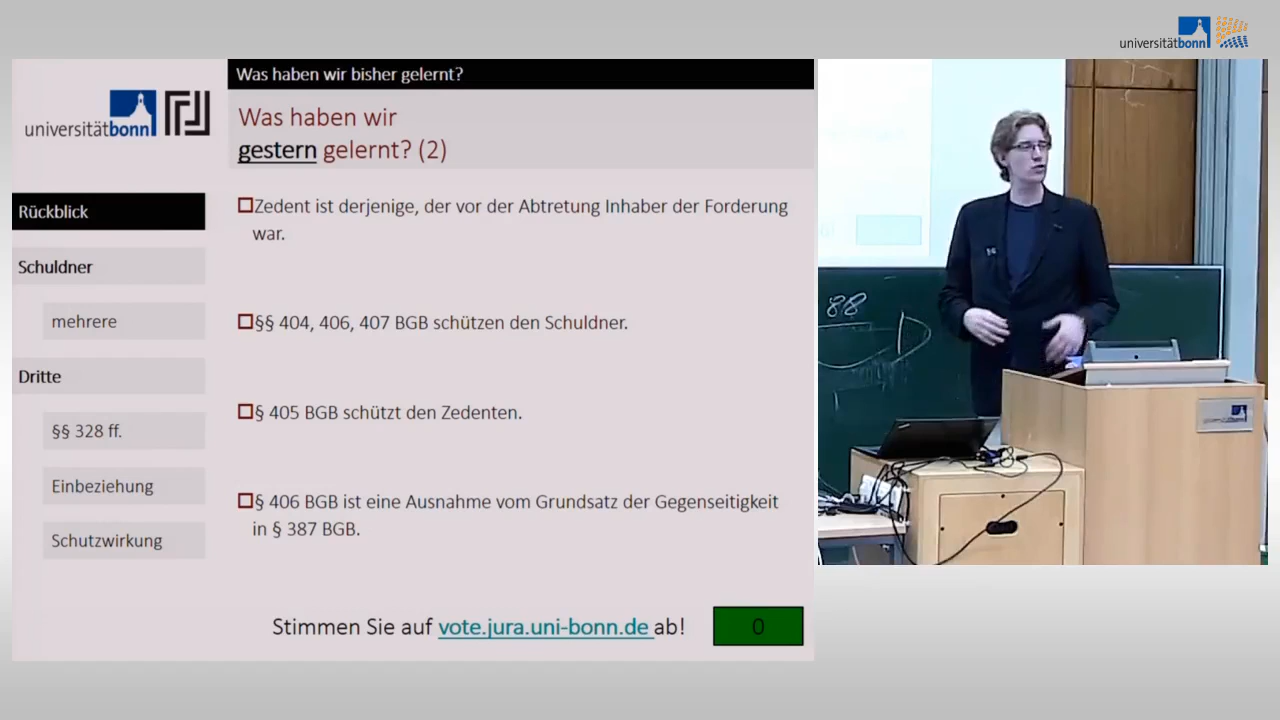 universitätbonn
Was haben wir bisher gelernt?
universitätbonn
Was haben wir
gestern gelernt? (2)
Rückblick
Schuldner
mehrere
Dritte
§§ 328 ff.
Einbeziehung
Schutzwirkung
Zedent ist derjenige, der vor der Abtretung Inhaber der Forderung
war.
§§ 404, 406, 407 BGB schützen den Schuldner.
§ 405 BGB schützt den Zedenten.
§ 406 BGB ist eine Ausnahme vom Grundsatz der Gegenseitigkeit
in § 387 BGB.
Stimmen Sie auf vote.jura.uni-bonn.de ab!
0
88